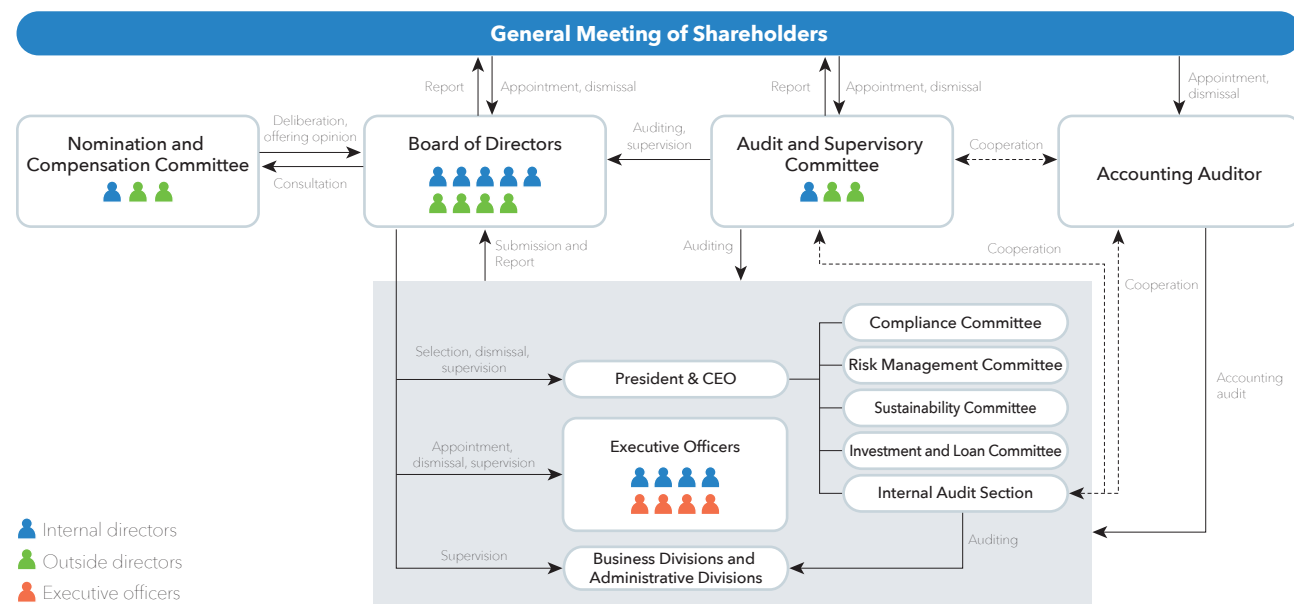 General Meeting of Shareholders
Report
Appointment, dismissal
Report
Appointment, dismissal
Appointment,
dismissal
Nomination and
Compensation Committee
Deliberation,
offering opinion
Consultation
Board of Directors
Auditing,
supervision
Audit and Supervisory
Committee
Cooperation
Accounting Auditor
Submission and
Report
Auditing
Cooperation
Cooperation
Selection, dismissal,
supervision
President & CEO
Compliance Committee
Risk Management Committee
Sustainability Committee
Investment and Loan Committee
Internal Audit Section
Accounting
audit
Appointment,
dismissal, supervision
Executive Officers
Auditing
Supervision
Business Divisions and
Administrative Divisions
Internal directors
Outside directors
Executive officers